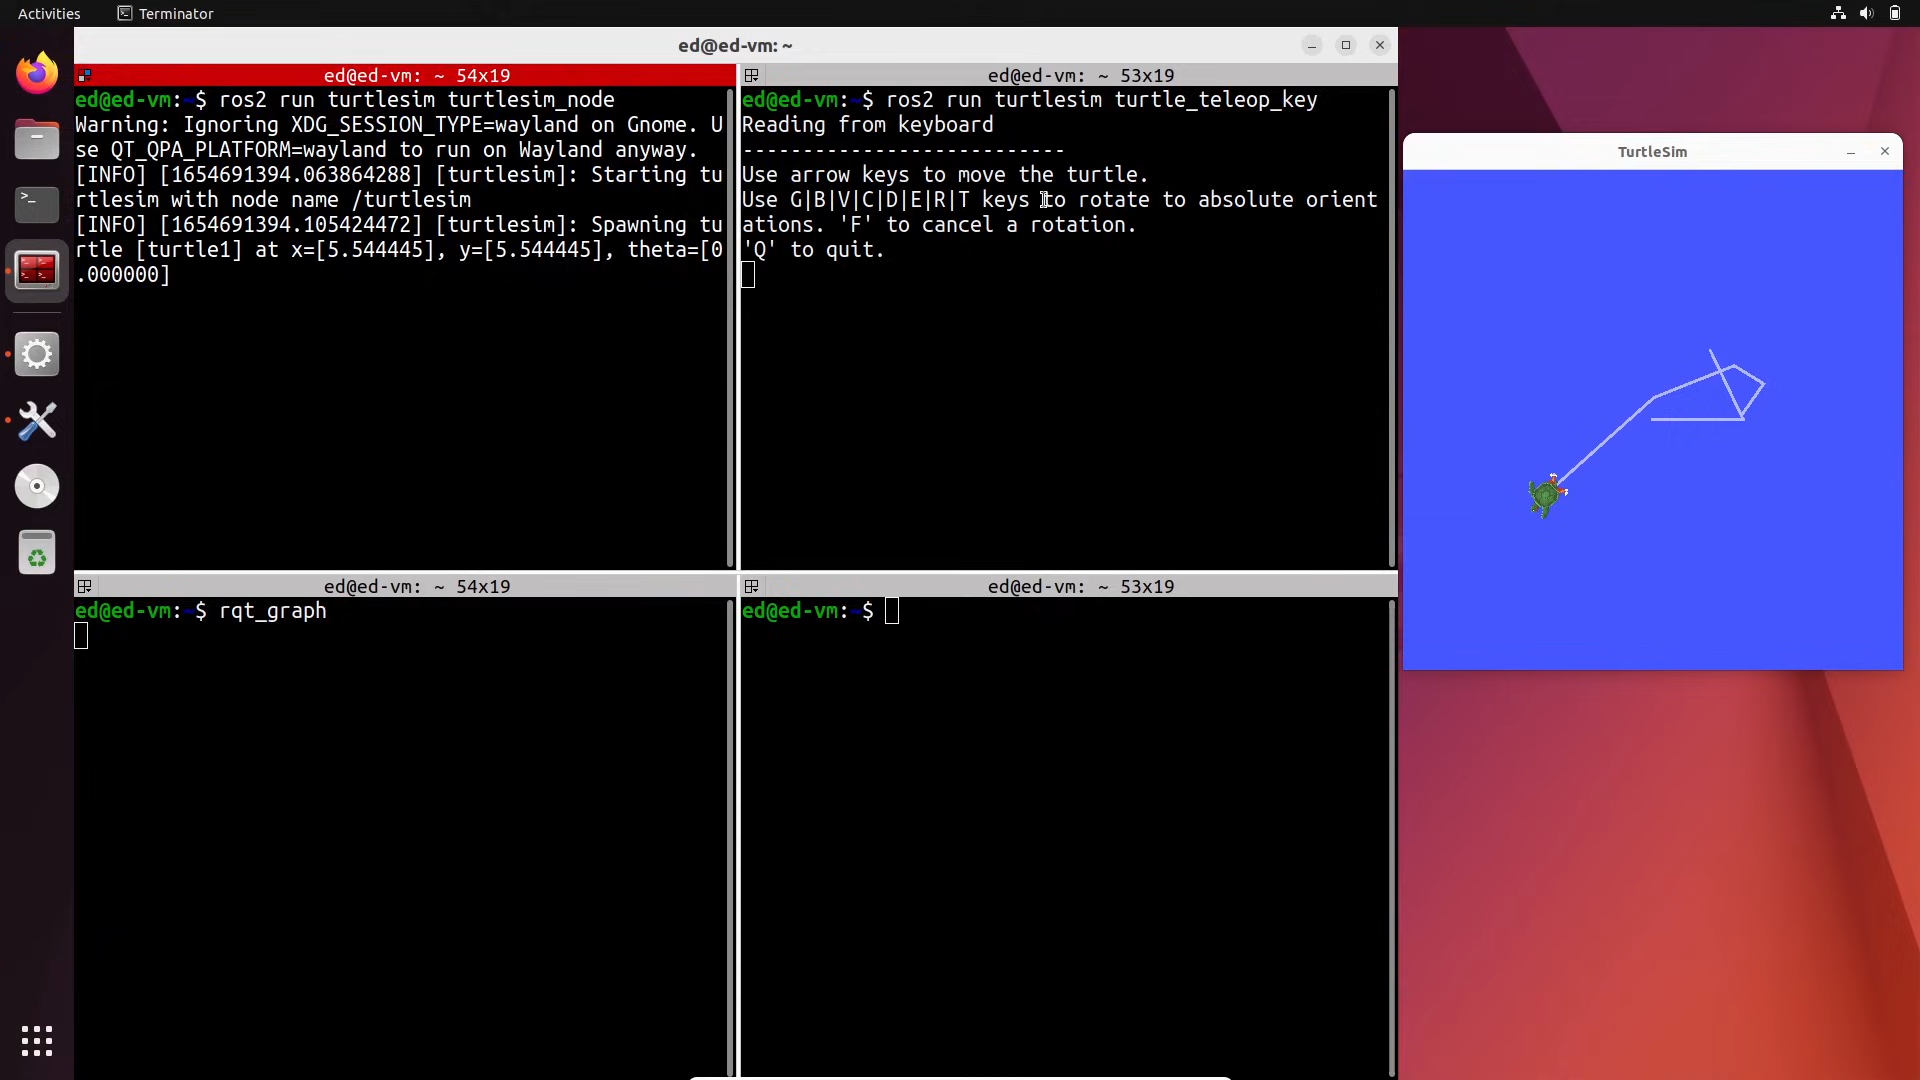 Activities
Terminator
ed@ed-vm: ~
ed@ed-vm: ~ 54x19
ed@ed-vm:~$ ros2 run turtlesim turtlesim_node
Warning: Ignoring XDG_SESSION_TYPE=wayland on Gnome. U
se QT_QPA_PLATFORM=wayland to run on Wayland anyway.
[INFO] [1654691394.063864288] [turtlesim]: Starting tu
rtlesim with node name /turtlesim
[INFO] [1654691394.105424472] [turtlesim]: Spawning tu
rtle [turtle1] at x=[5.544445], y=[5.544445], theta=[0
.000000]
ed@ed-vm: ~ 53x19
ed@ed-vm:~$ ros2 run turtlesim turtle_teleop_key
Reading from keyboard
---------------------------
Use arrow keys to move the turtle.
Use G|B|V|C|D|E|R|T keys to rotate to absolute orient
ations. 'F' to cancel a rotation.
'Q' to quit.
TurtleSim
ed@ed-vm: ~ 54x19
ed@ed-vm:~$ rqt_graph
ed@ed-vm: ~ 53x19
ed@ed-vm:~$